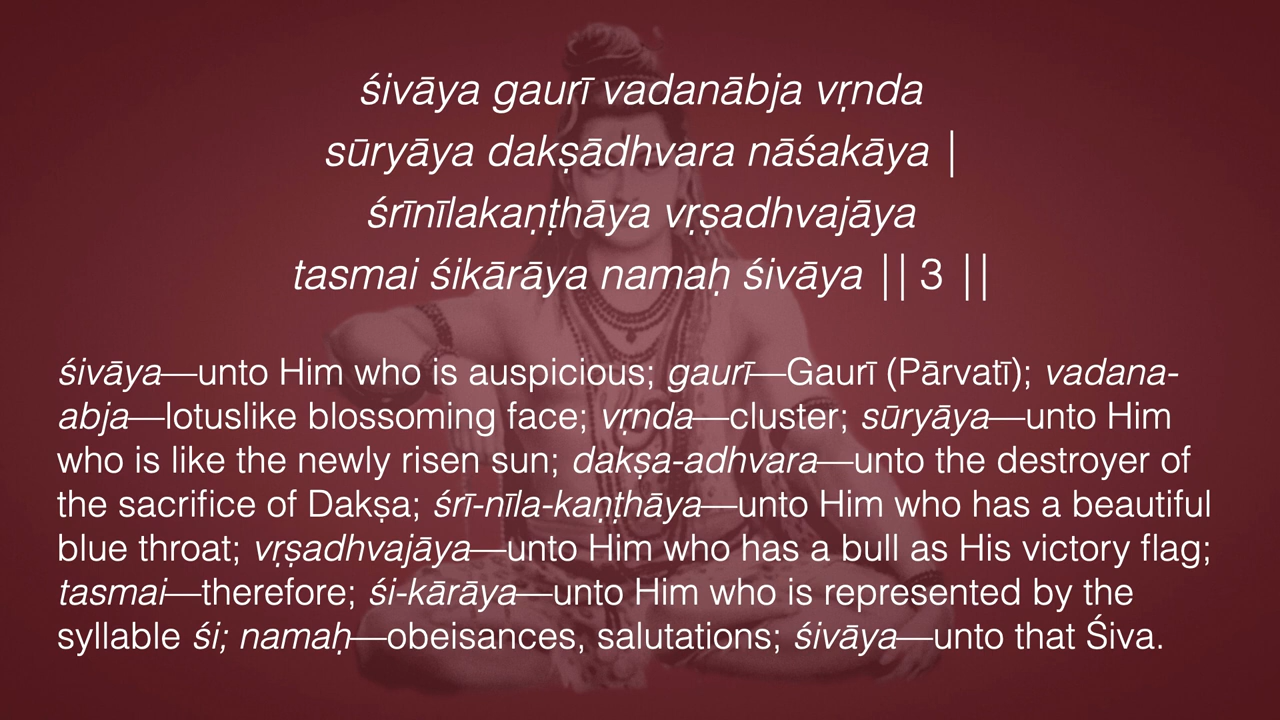 śivāya gaurī vadanābja vṛnda
sūryāya dakṣādhvara nāśakāya |
śrīnīlakaṇṭhāya vṛṣadhvajāya
tasmai śikārāya namaḥ śivāya || 3 ||
śivāya—unto Him who is auspicious; gaurī—Gaurī (Pārvatī); vadana-
abja—lotuslike blossoming face; vṛnda—cluster; sūryāya—unto Him
who is like the newly risen sun; dakṣa-adhvara—unto the destroyer of
the sacrifice of Dakṣa; śrī-nīla-kaṇṭhāya—unto Him who has a beautiful
blue throat; vṛṣadhvajāya—unto Him who has a bull as His victory flag;
tasmai—therefore; śi-kārāya—unto Him who is represented by the
syllable śi; namaḥ—obeisances, salutations; śivāya—unto that Śiva.